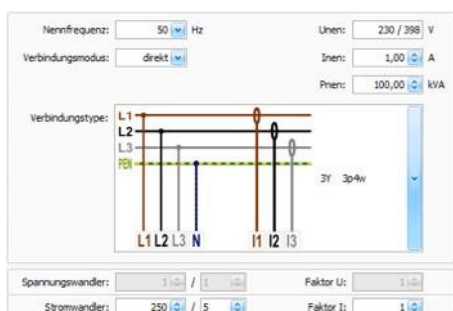 Nennfrequenz: 50 Hz Unen: 230 / 398 V
Verbindungsmodus: direkt Inen: 1,00 A
Pnen: 100,00 kVA
Verbindungstype:
L1
L2
L3
PEN
3Y 3p4w
L1 L2 L3 N I1 I2 I3
Spannungswandler: 1 / 1 Faktor U: 1
Stromwandler: 250 / 5 Faktor I: 1